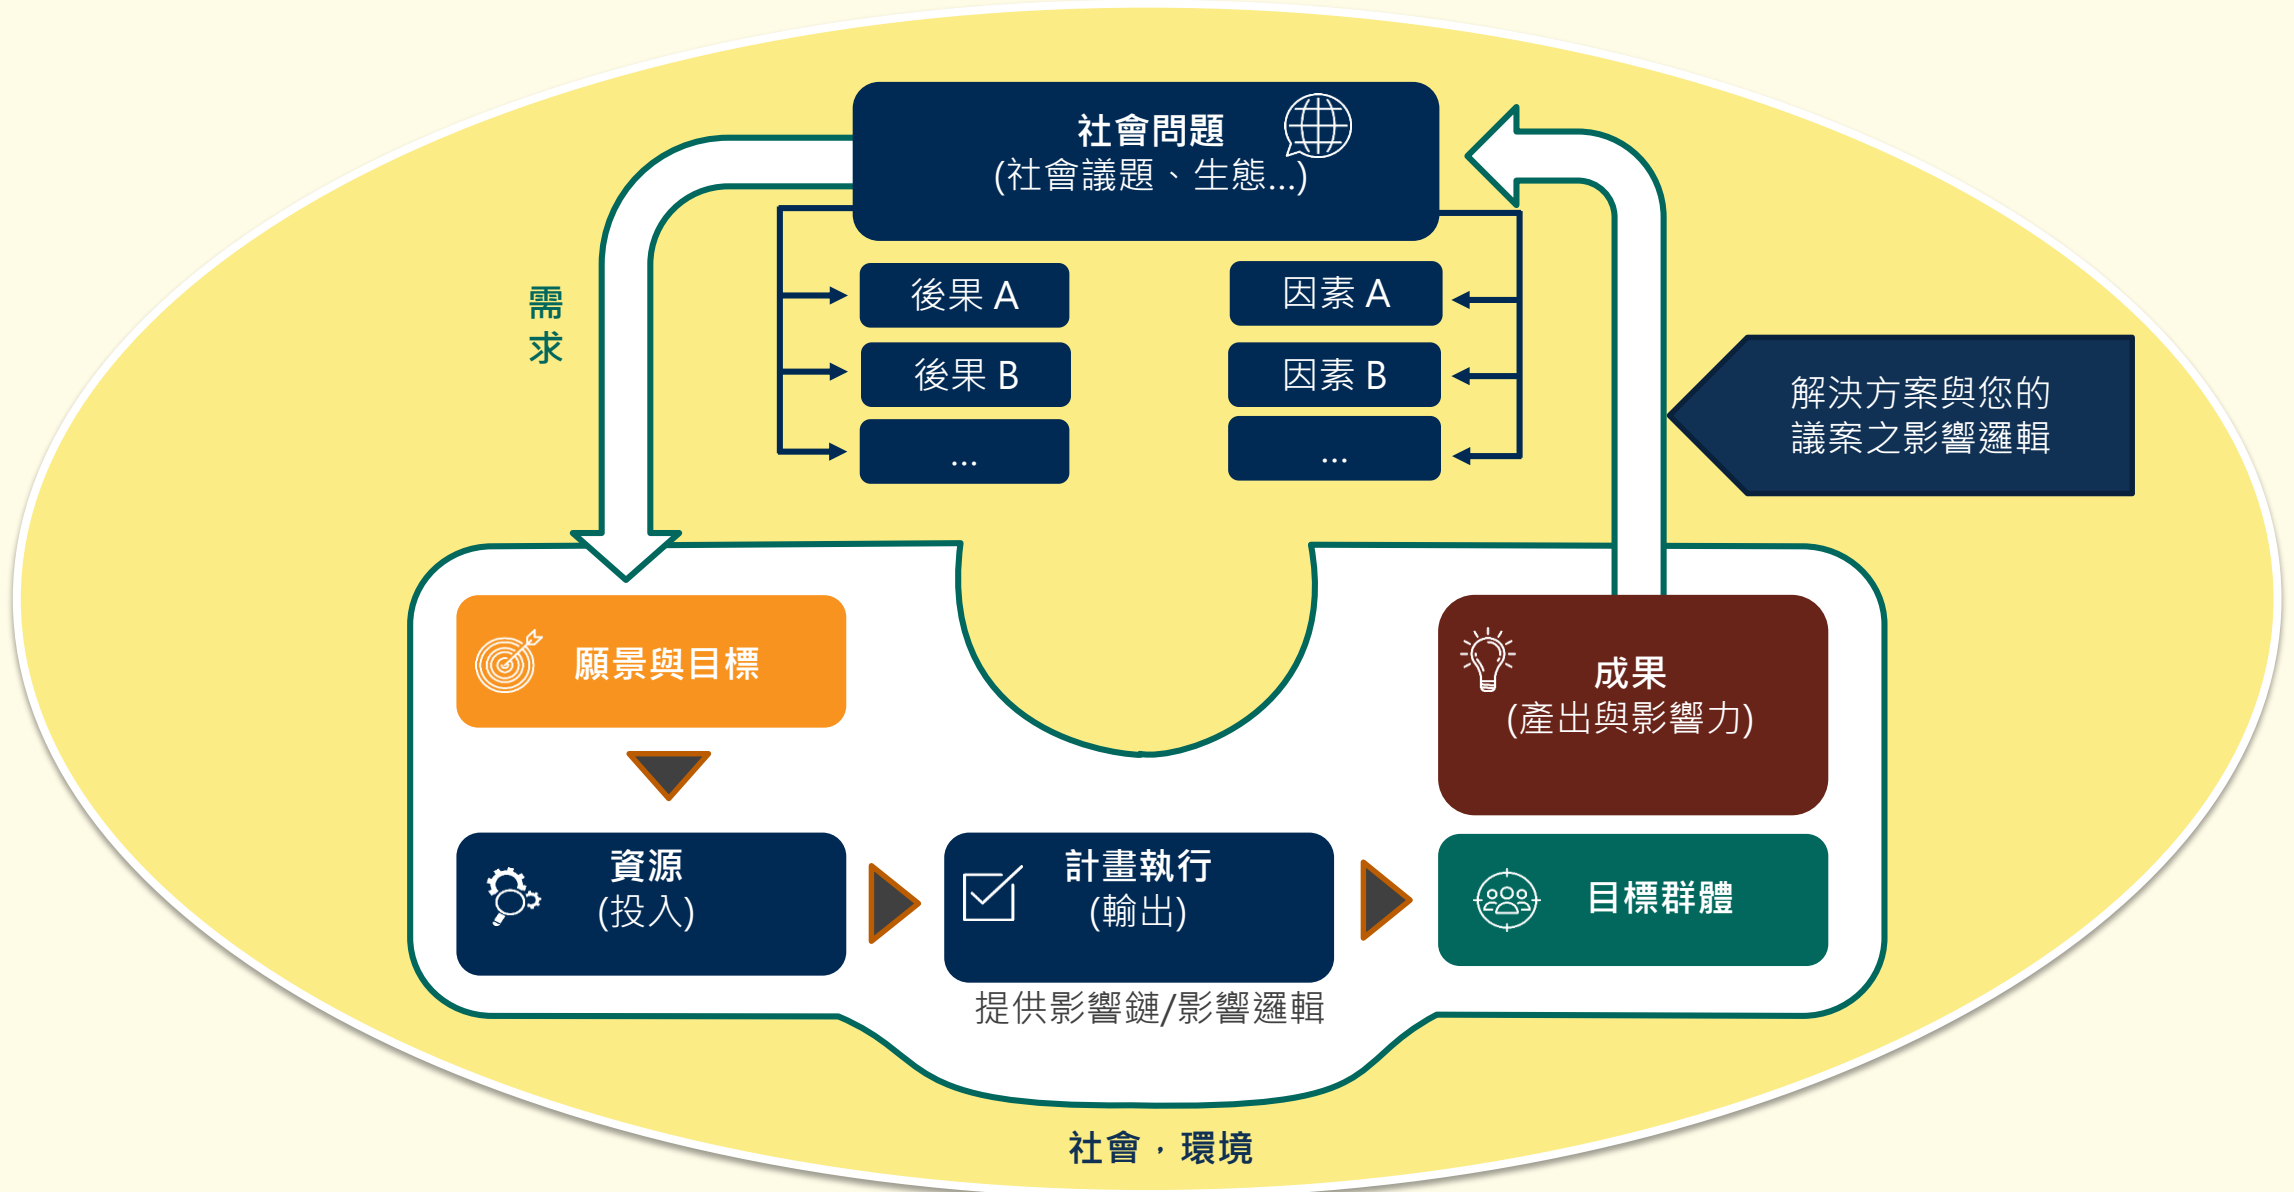 社會問題
(社會議題、生態...)
後果 A
後果 B
...
因素 A
因素 B
...
需
求
解決方案與您的
議案之影響邏輯
願景與目標
資源
(投入)
計畫執行
(輸出)
提供影響鏈/影響邏輯
成果
(產出與影響力)
目標群體
社會，環境